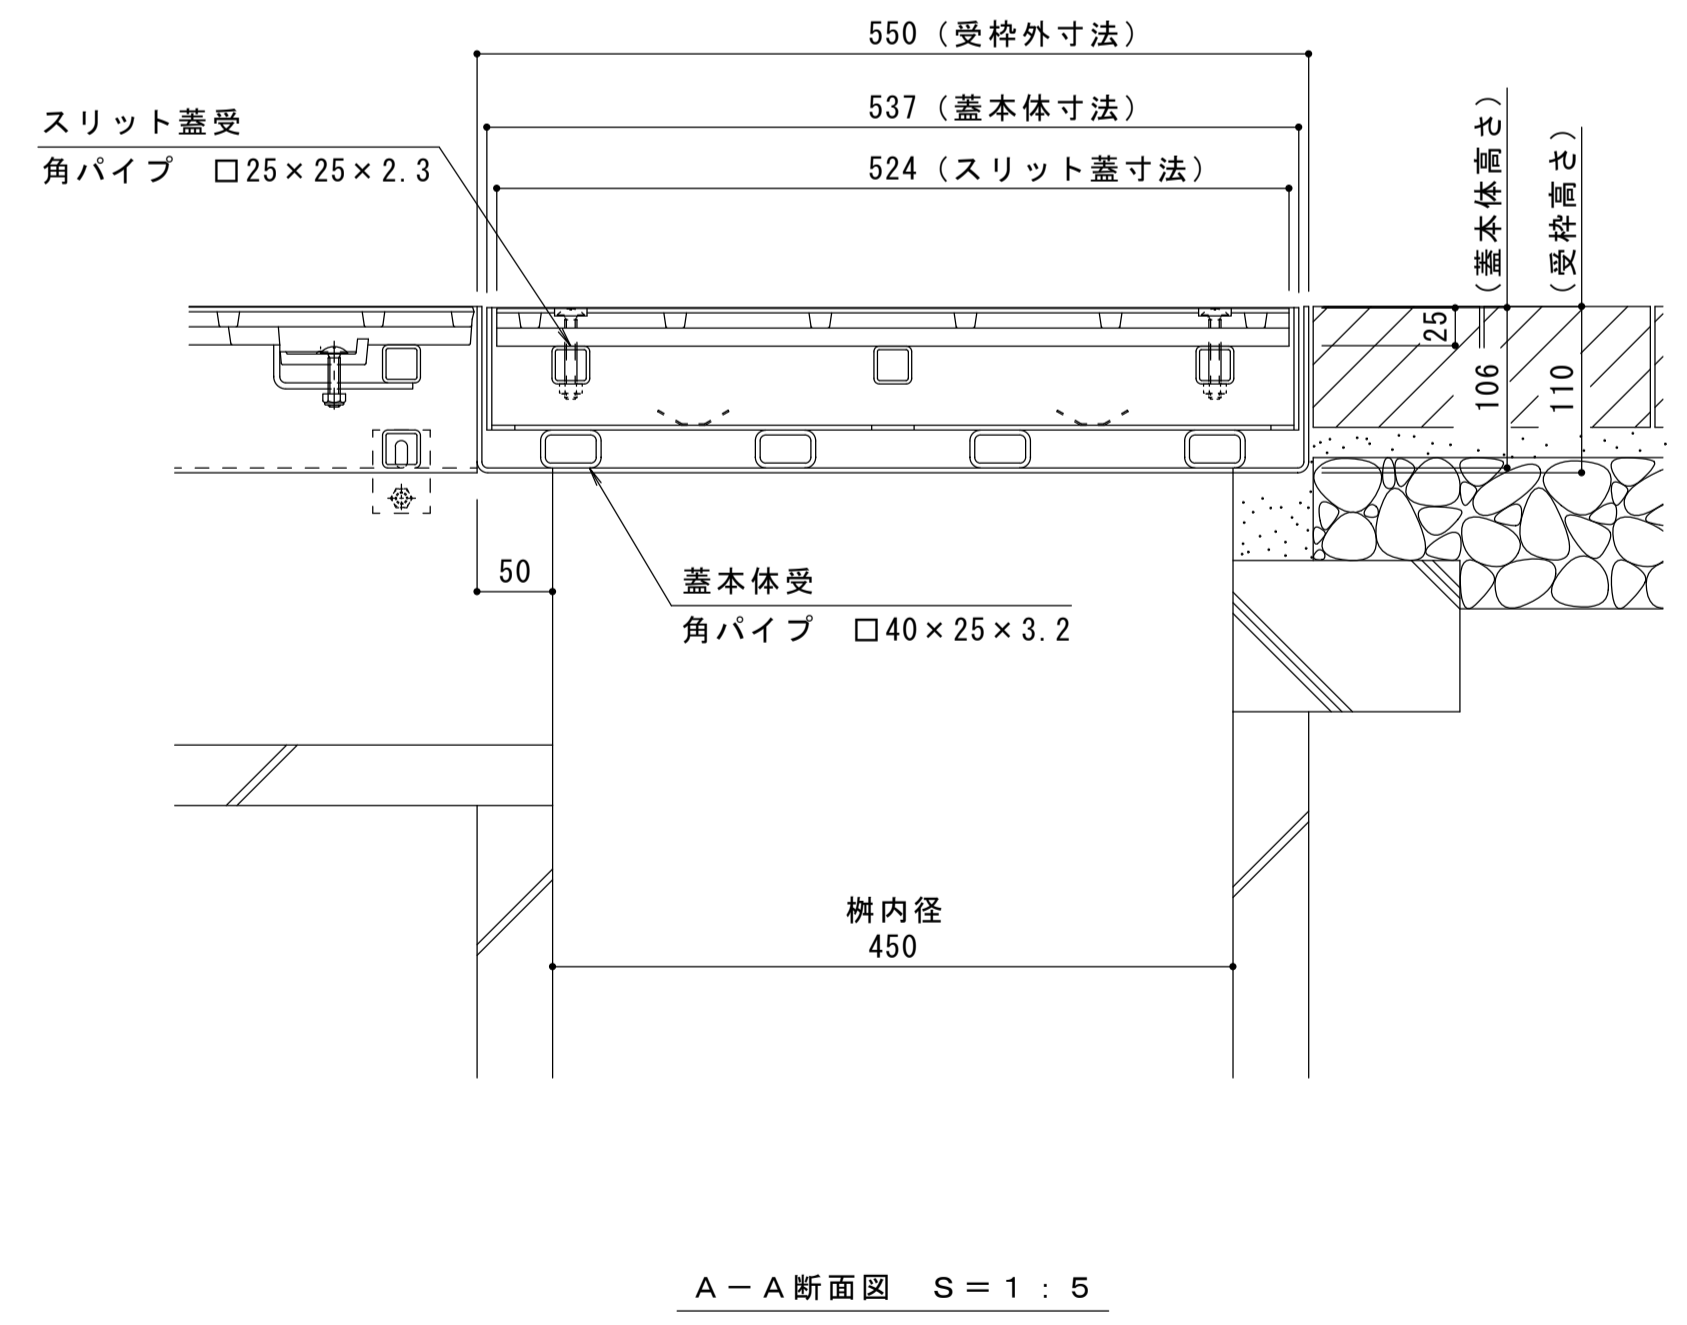 550（受枠外寸法）
537（蓋本体寸法）
524（スリット蓋寸法）
スリット蓋受
角パイプ　□25×25×2.3
（蓋本体高さ）
（受枠高さ）
25
106
110
50
蓋本体受
角パイプ　□40×25×3.2
桝内径
450
Ａ－Ａ断面図　Ｓ＝１：５